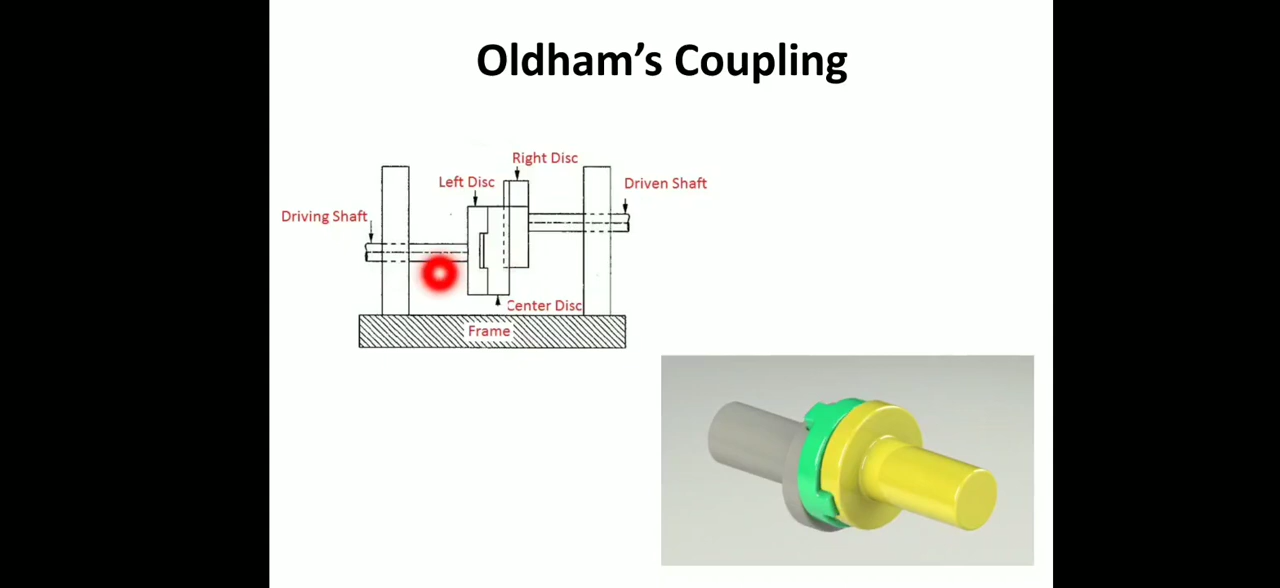 Oldham's Coupling
Right Disc
Left Disc
Driven Shaft
Driving Shaft
Center Disc
Frame